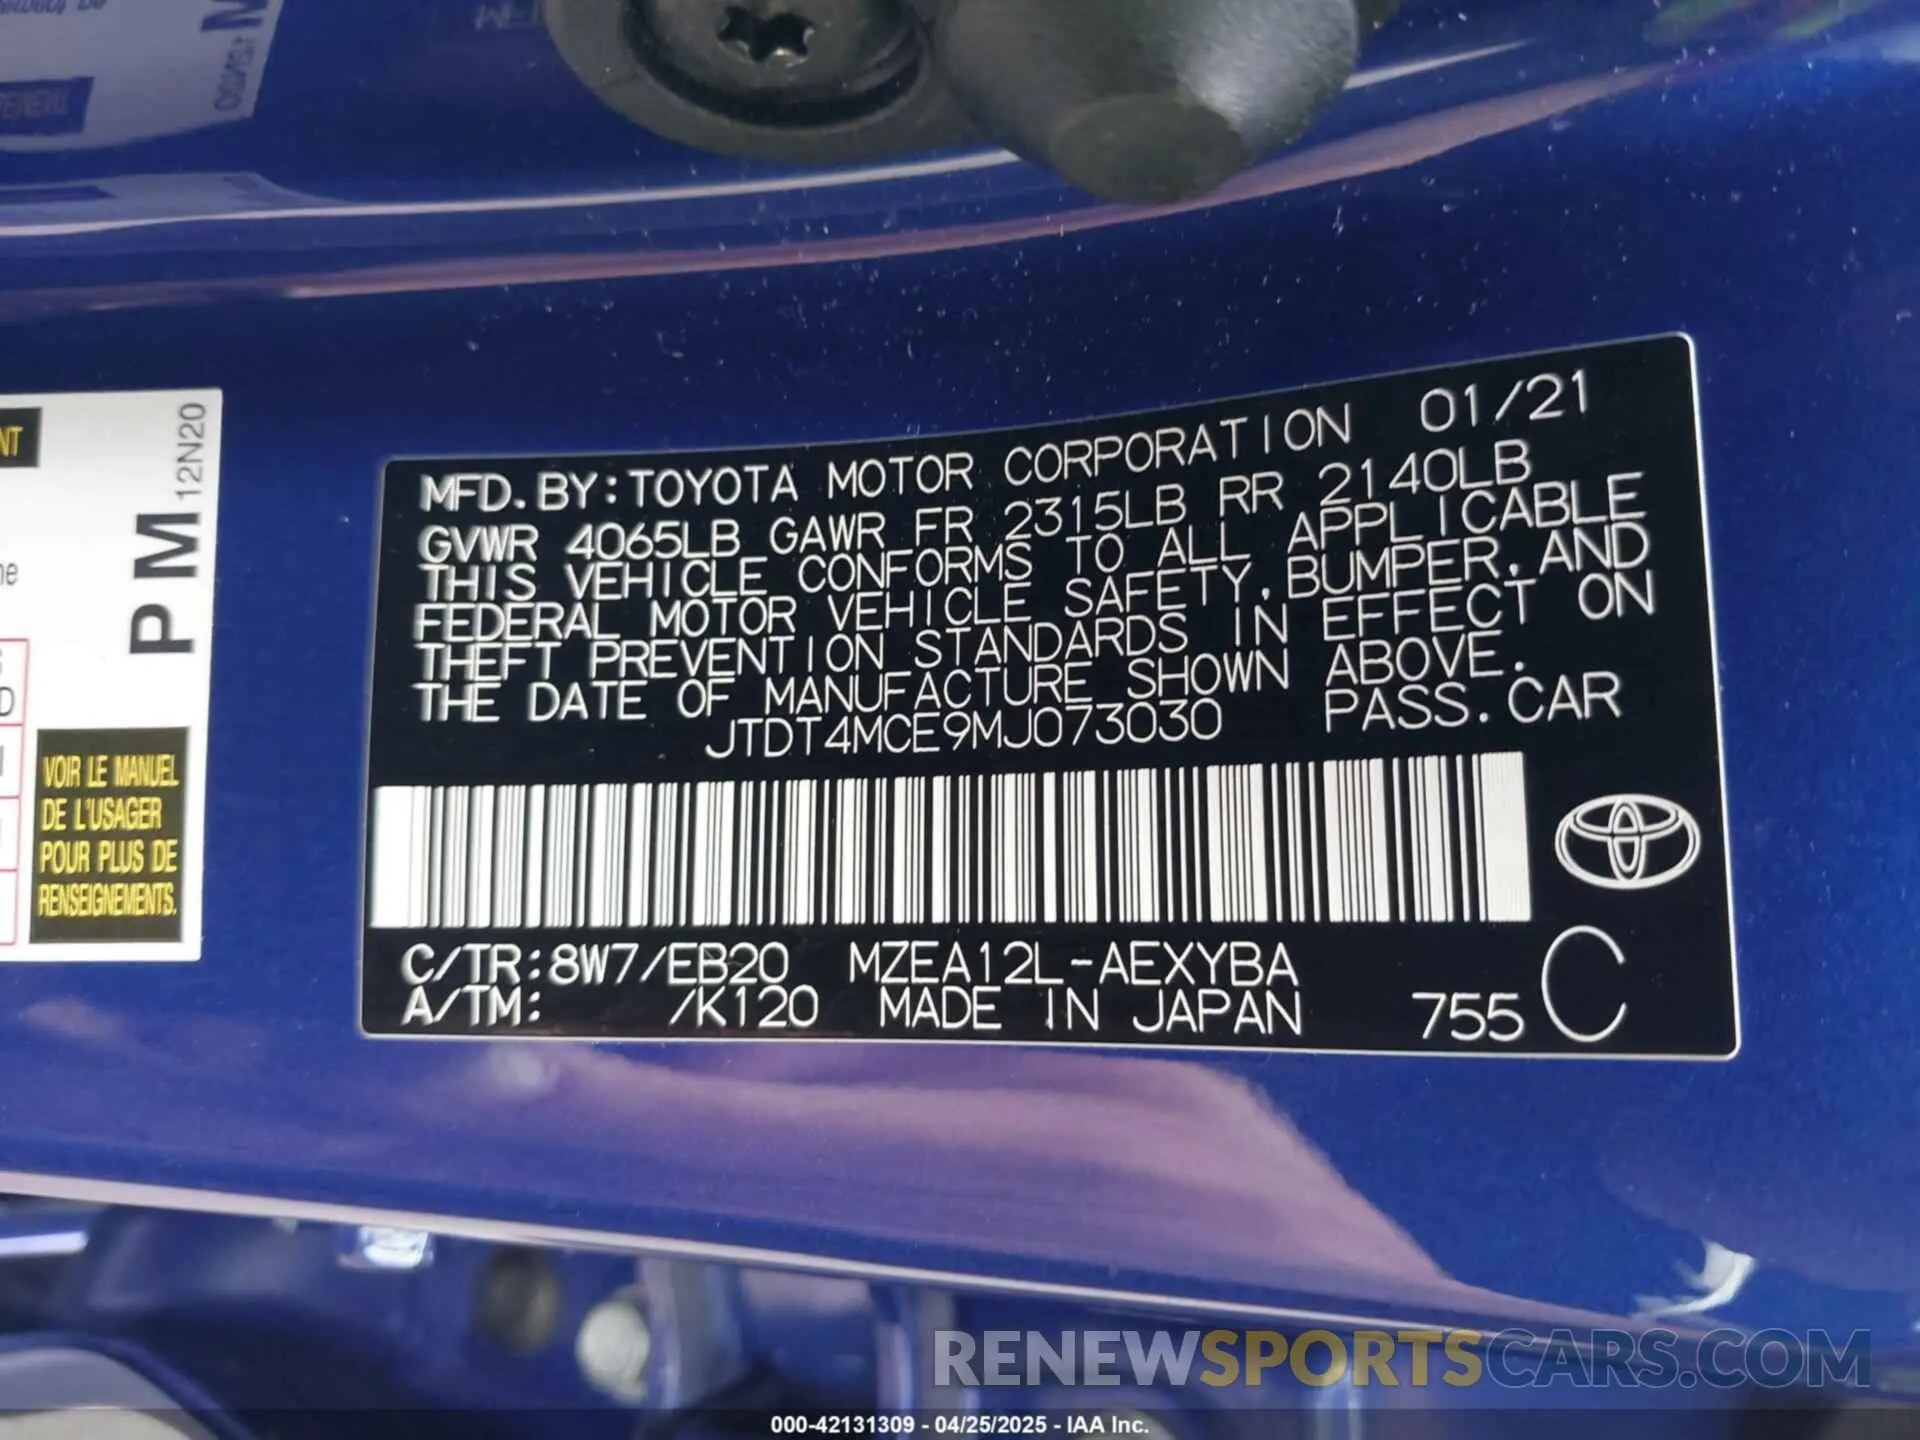 MFD.BY:TOYOTA MOTOR CORPORATION 01/21
GVWR 4065LB GAWR FR 2315LB RR 2140LB
THIS VEHICLE CONFORMS TO ALL APPLICABLE
FEDERAL MOTOR VEHICLE SAFETY,BUMPER,AND
THEFT PREVENTION STANDARDS IN EFFECT ON
THE DATE OF MANUFACTURE SHOWN ABOVE.
JTDT4MCE9MJ073030 PASS.CAR
C/TR:8W7/EB20 MZEA12L-AEXYBA
A/TM: /K120 MADE IN JAPAN 755 C
PM 12N20
VOIR LE MANUEL
DE L'USAGER
POUR PLUS DE
RENSEIGNEMENTS.
RENEWSPORTSCARS.COM
000-42131309 - 04/25/2025 - IAA Inc.